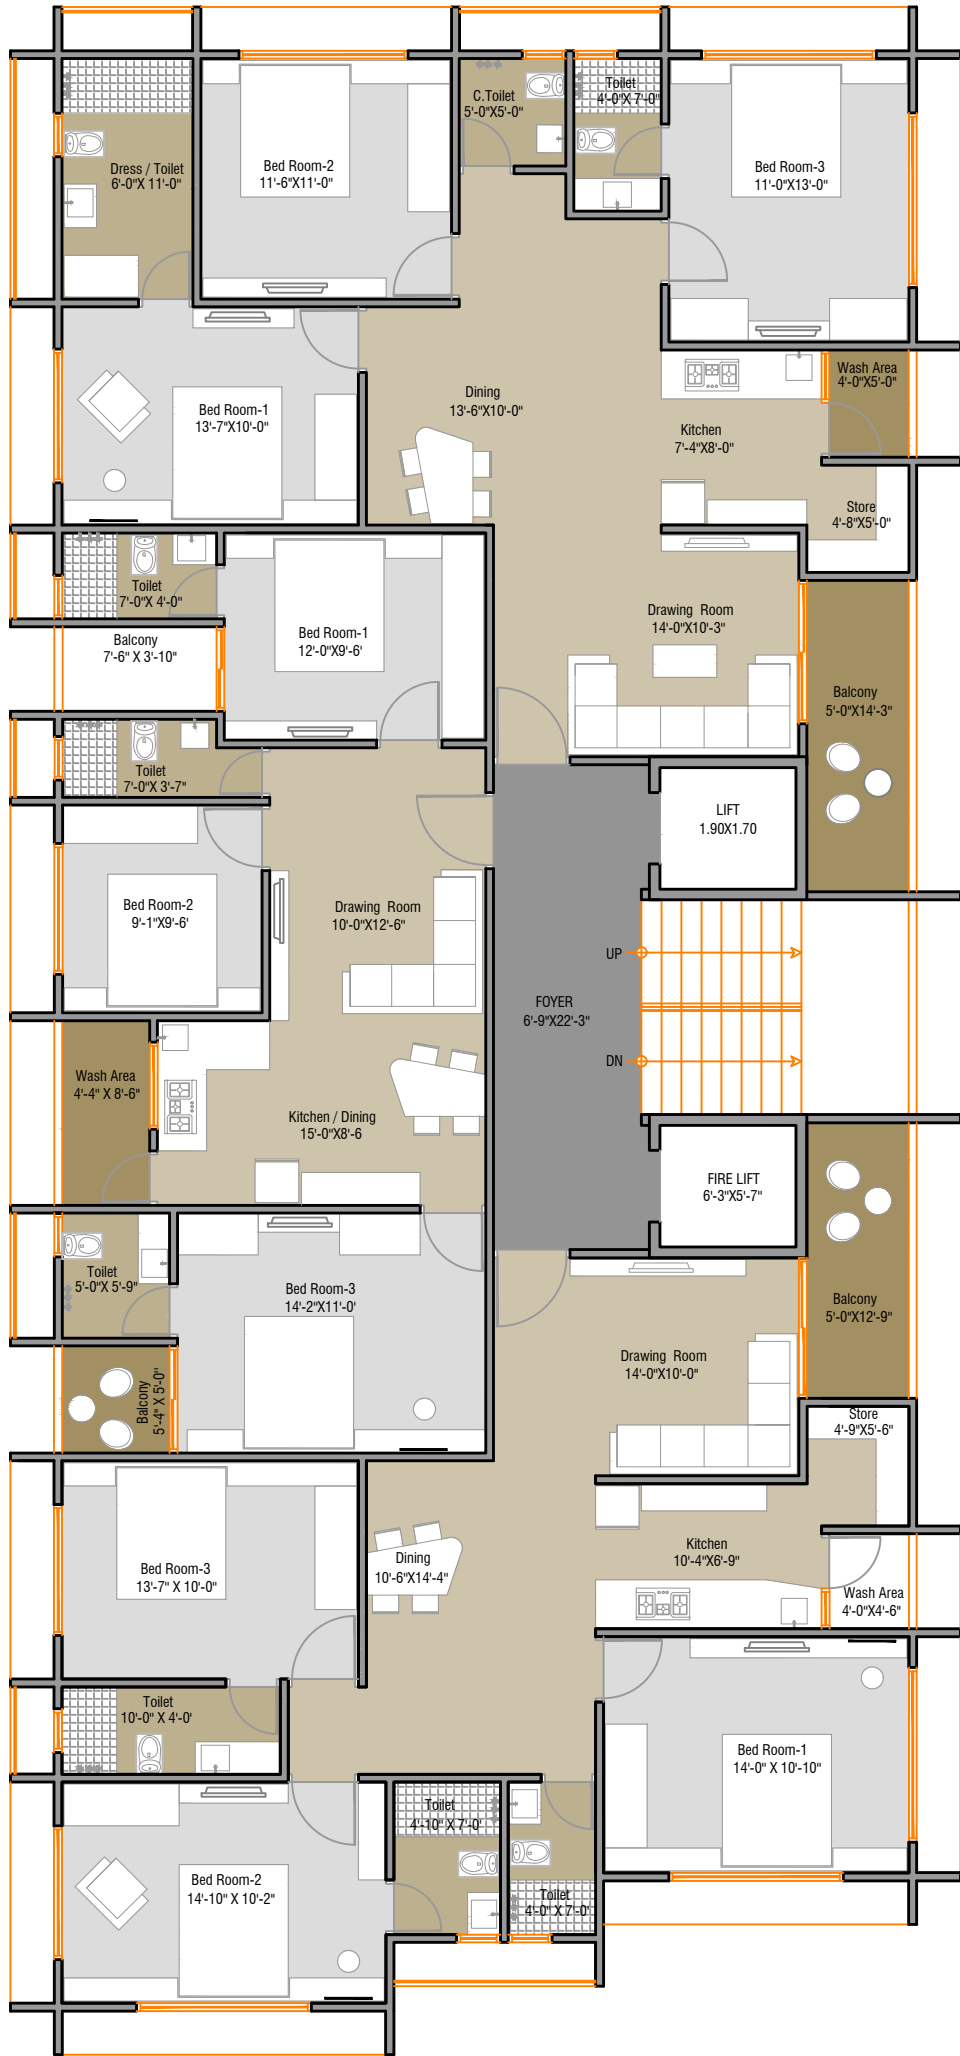 C.Toilet
5'-0"X5'-0"
Toilet
4'-0"X 7'-0"
Dress / Toilet
6'-0"X 11'-0"
Bed Room-2
11'-6"X11'-0"
Bed Room-3
11'-0"X13'-0"
Wash Area
4'-0"X5'-0"
Dining
13'-6"X10'-0"
Bed Room-1
13'-7"X10'-0"
Kitchen
7'-4"X8'-0"
Store
4'-8"X5'-0"
Toilet
7'-0"X 4'-0"
Balcony
7'-6" X 3'-10"
Bed Room-1
12'-0"X9'-6'
Drawing Room
14'-0"X10'-3"
Balcony
5'-0"X14'-3"
Toilet
7'-0"X 3'-7"
LIFT
1.90X1.70
Bed Room-2
9'-1"X9'-6'
Drawing Room
10'-0"X12'-6"
UP
FOYER
6'-9"X22'-3"
DN
Wash Area
4'-4" X 8'-6"
Kitchen / Dining
15'-0"X8'-6
FIRE LIFT
6'-3"X5'-7"
Toilet
5'-0"X 5'-9"
Bed Room-3
14'-2"X11'-0'
Balcony
5'-0"X12'-9"
Balcony
5'-4" X 5'-0"
Drawing Room
14'-0"X10'-0"
Store
4'-9"X5'-6"
Kitchen
10'-4"X6'-9"
Dining
10'-6"X14'-4"
Bed Room-3
13'-7" X 10'-0"
Wash Area
4'-0"X4'-6"
Toilet
10'-0" X 4'-0'
Bed Room-1
14'-0" X 10'-10"
Toilet
4'-10" X 7'-0'
Bed Room-2
14'-10" X 10'-2"
Toilet
4'-0" X 7'-0'